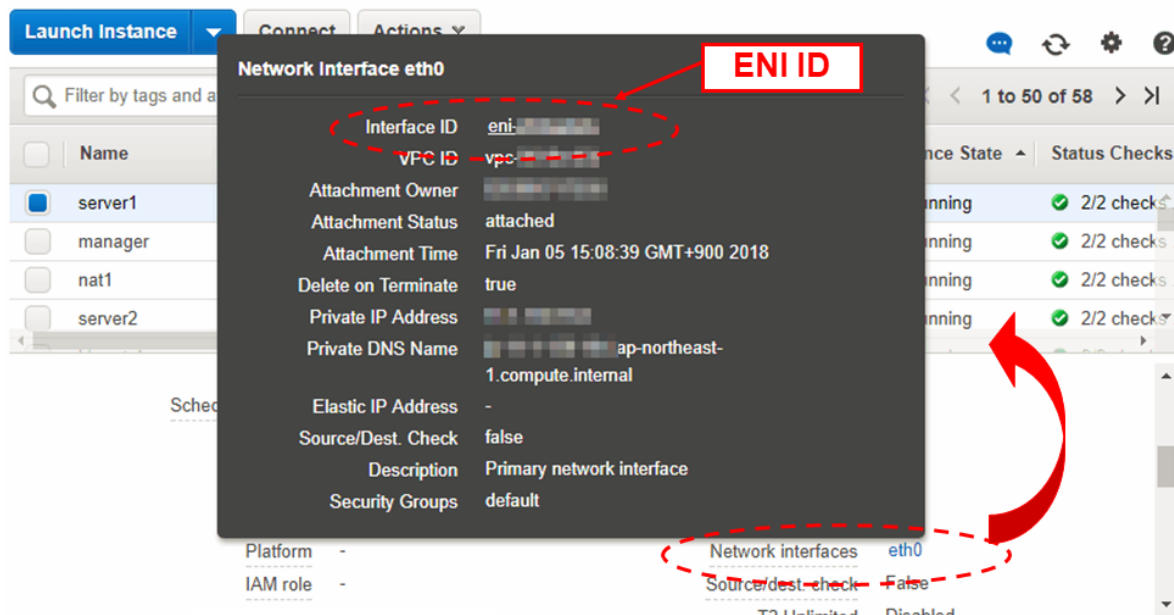 Launch Instance
Connect
Actions
Network Interface eth0
ENI ID
Filter by tags and a
1 to 50 of 58
Interface ID eni-
Name
VPC ID vpc-
nce State
Status Checks
Attachment Owner
server1
nning
2/2 checks
Attachment Status attached
manager
nning
2/2 checks
Attachment Time Fri Jan 05 15:08:39 GMT+900 2018
nat1
Delete on Terminate true
nning
2/2 checks
server2
Private IP Address
nning
2/2 checks
Private DNS Name ap-northeast-
1.compute.internal
Sched
Elastic IP Address -
Source/Dest. Check false
Description Primary network interface
Security Groups default
Platform -
Network interfaces eth0
IAM role -
Source/dest. check False
T2 Unlimited Disabled